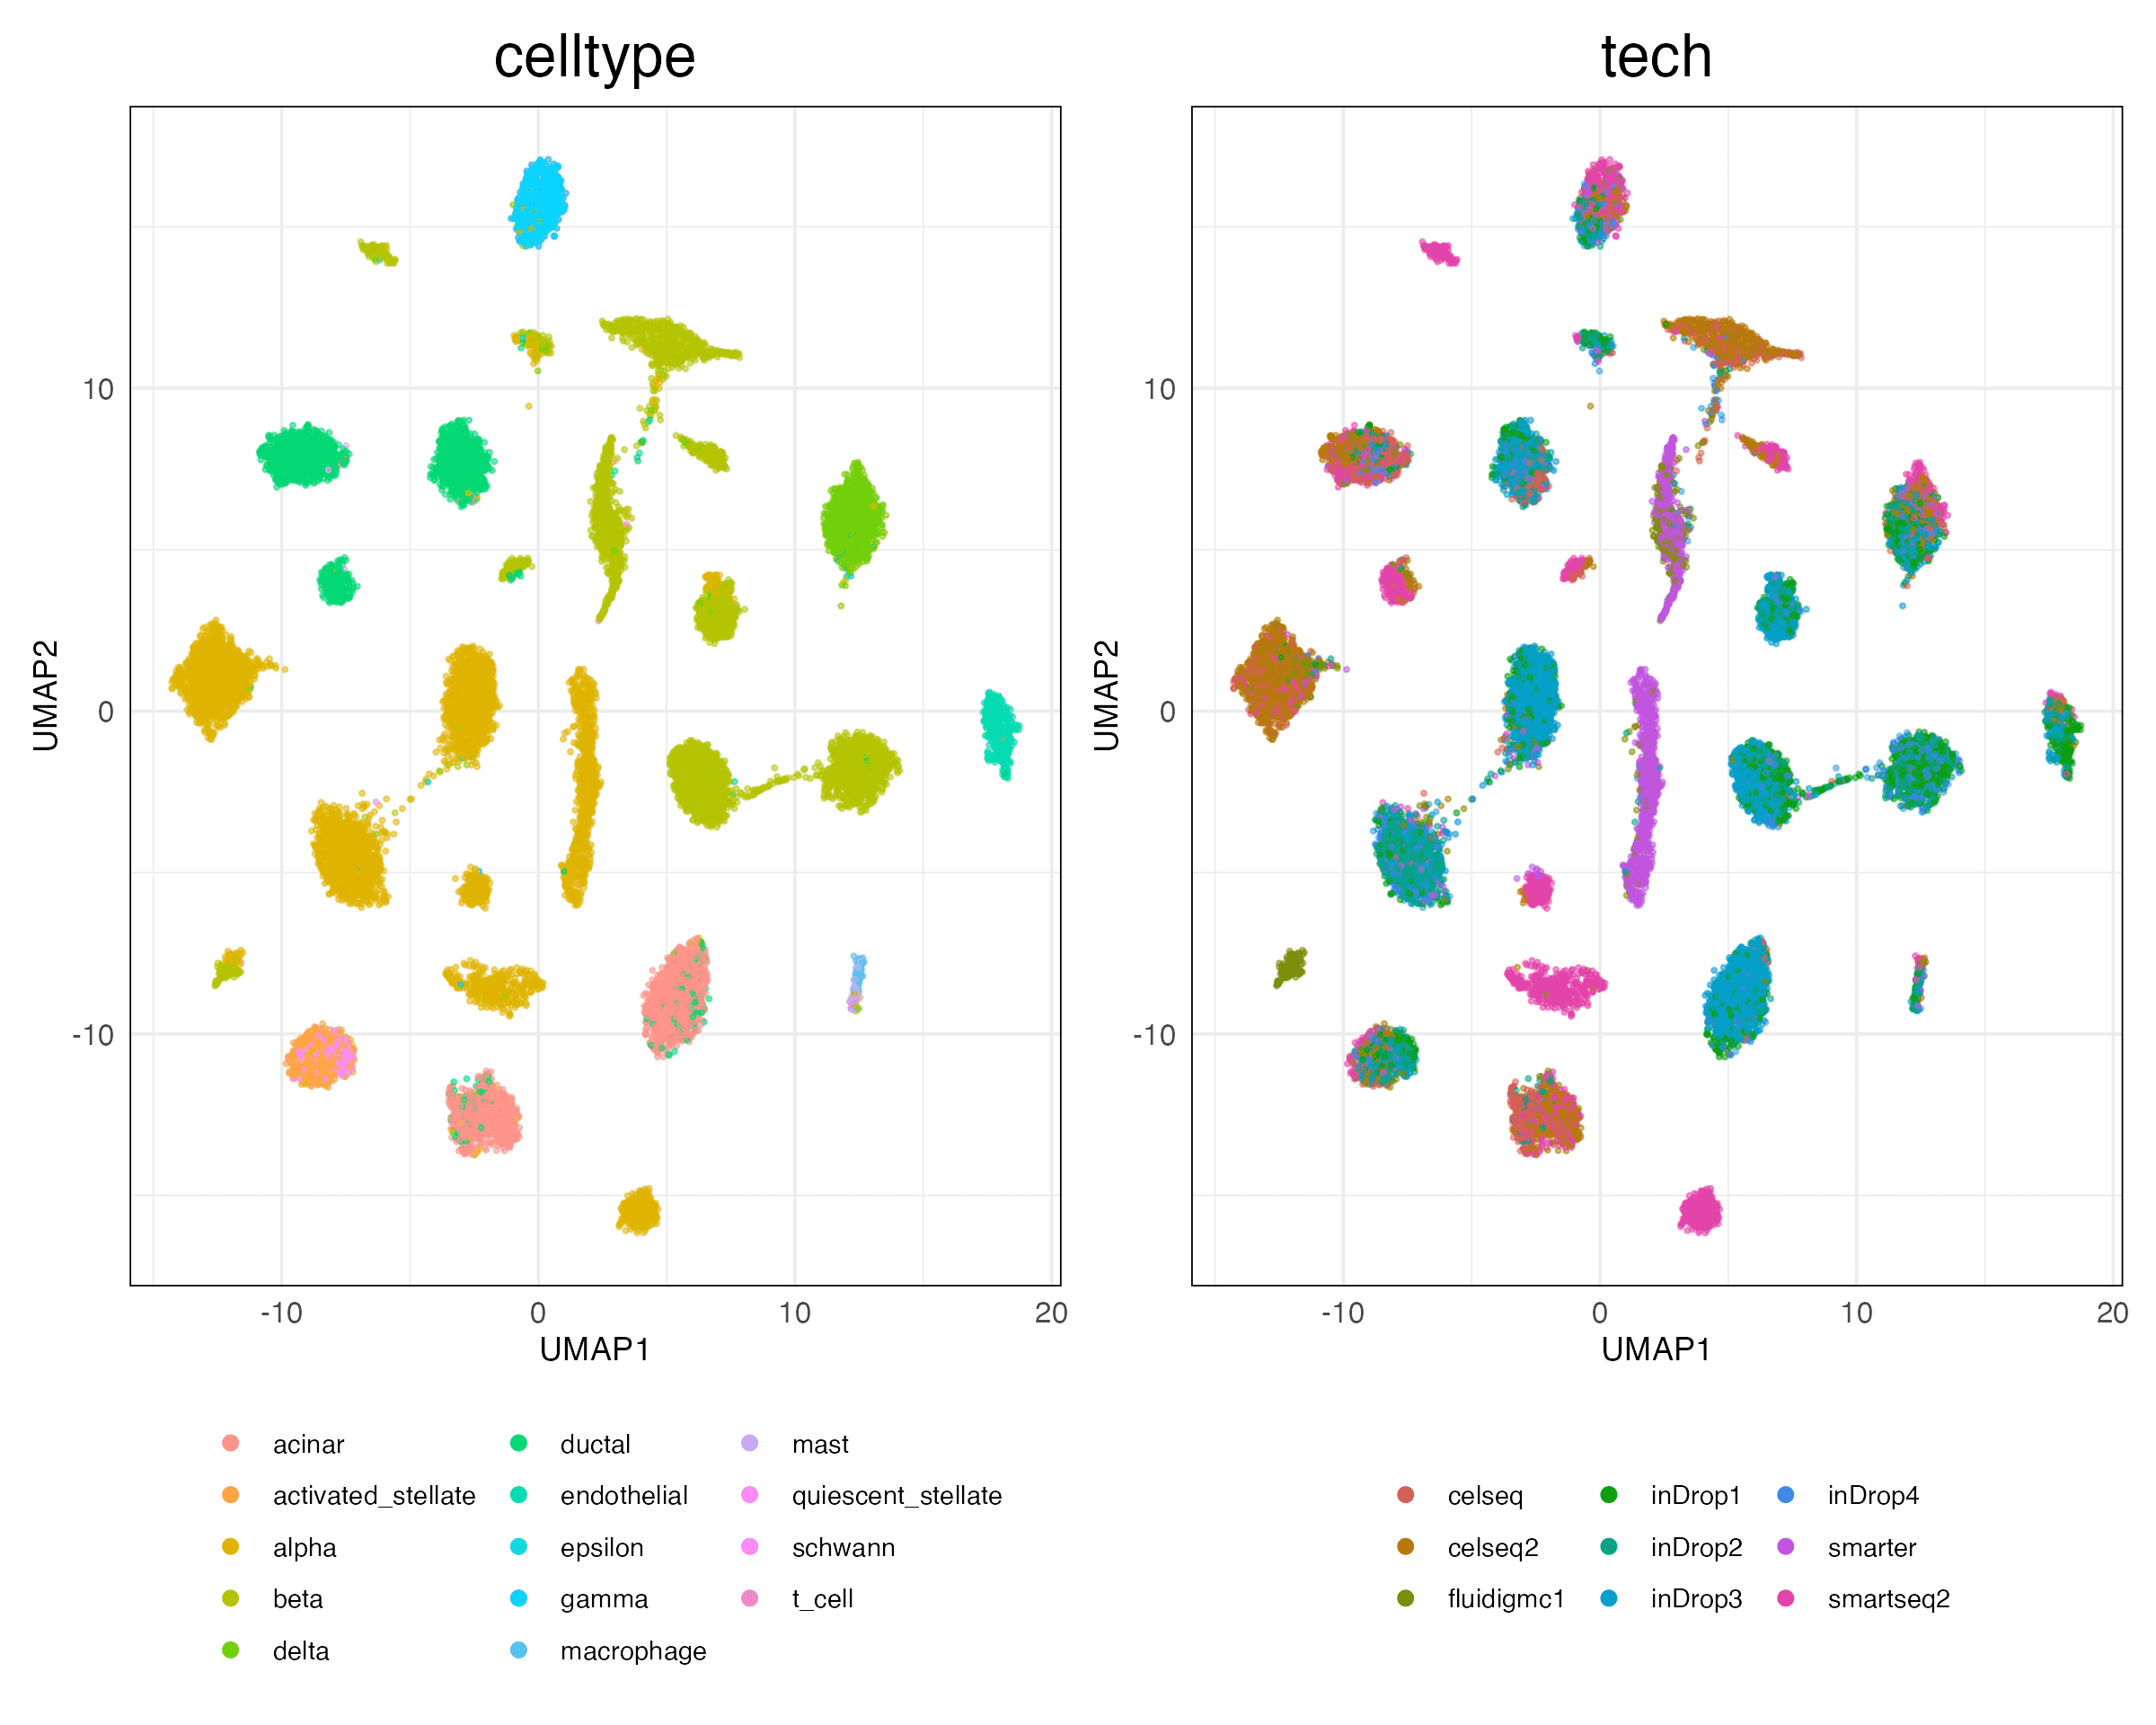 celltype
tech
UMAP2
10
0
-10
-10 0 10 20
UMAP1
UMAP2
10
0
-10
-10 0 10 20
UMAP1
acinar
activated_stellate
alpha
beta
delta
ductal
endothelial
epsilon
gamma
macrophage
mast
quiescent_stellate
schwann
t_cell
celseq
celseq2
fluidigmc1
inDrop1
inDrop2
inDrop3
inDrop4
smarter
smartseq2